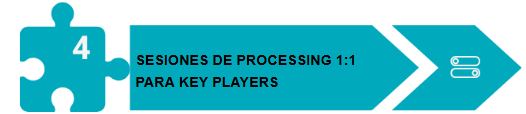 4
SESIONES DE PROCESSING 1:1
PARA KEY PLAYERS